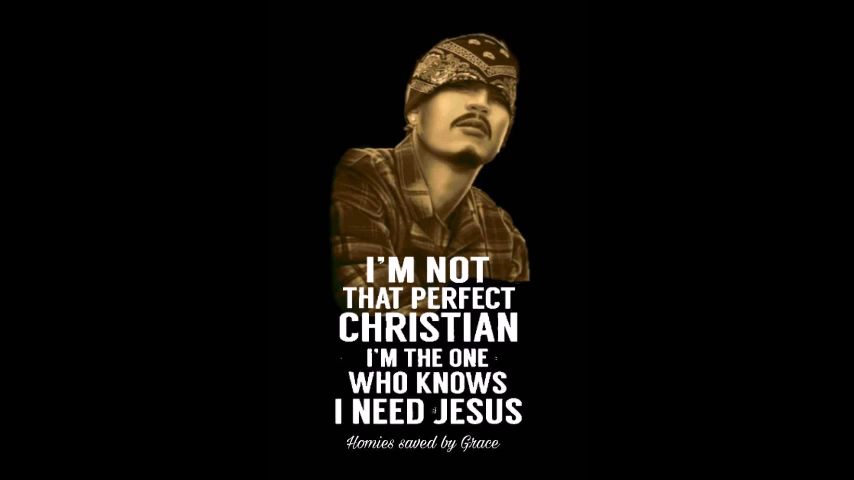 I'M NOT
THAT PERFECT
CHRISTIAN
I'M THE ONE
WHO KNOWS
I NEED JESUS
Homies saved by Grace